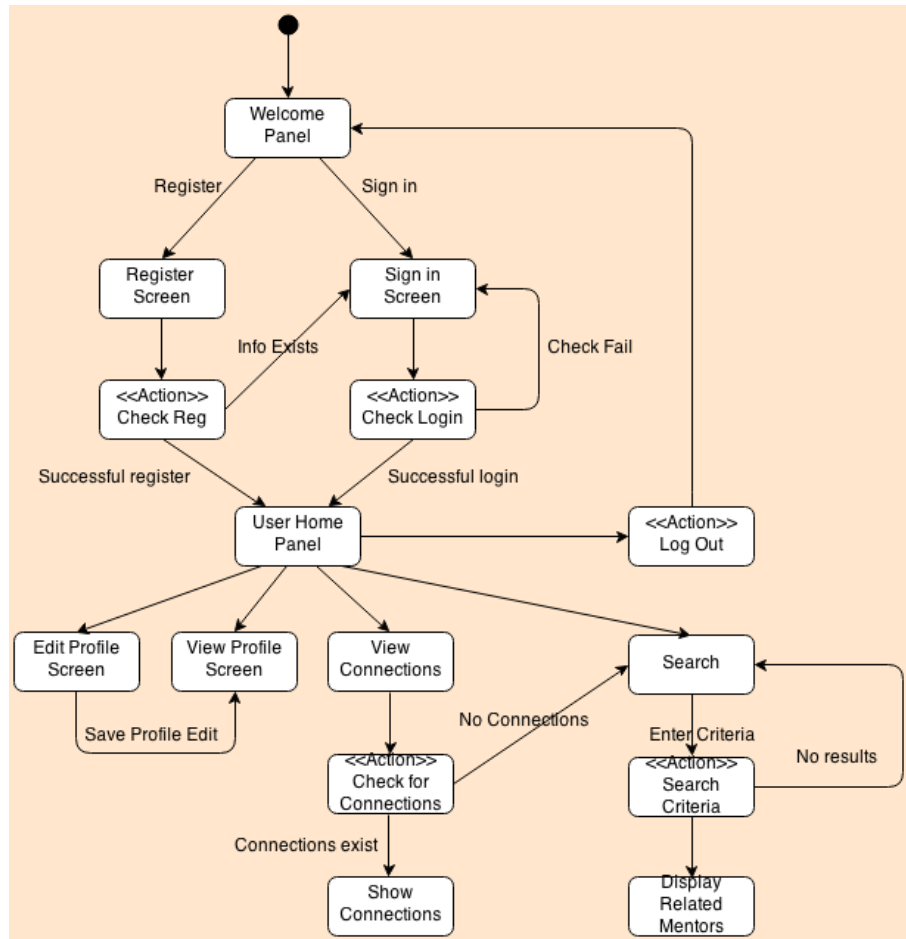 Welcome
Panel
Register
Sign in
Register
Screen
Sign in
Screen
Info Exists
Check Fail
<<Action>>
Check Reg
<<Action>>
Check Login
Successful register
Successful login
User Home
Panel
<<Action>>
Log Out
Edit Profile
Screen
View Profile
Screen
View
Connections
Search
Save Profile Edit
No Connections
Enter Criteria
No results
<<Action>>
Check for
Connections
<<Action>>
Search
Criteria
Connections exist
Show
Connections
Display
Related
Mentors